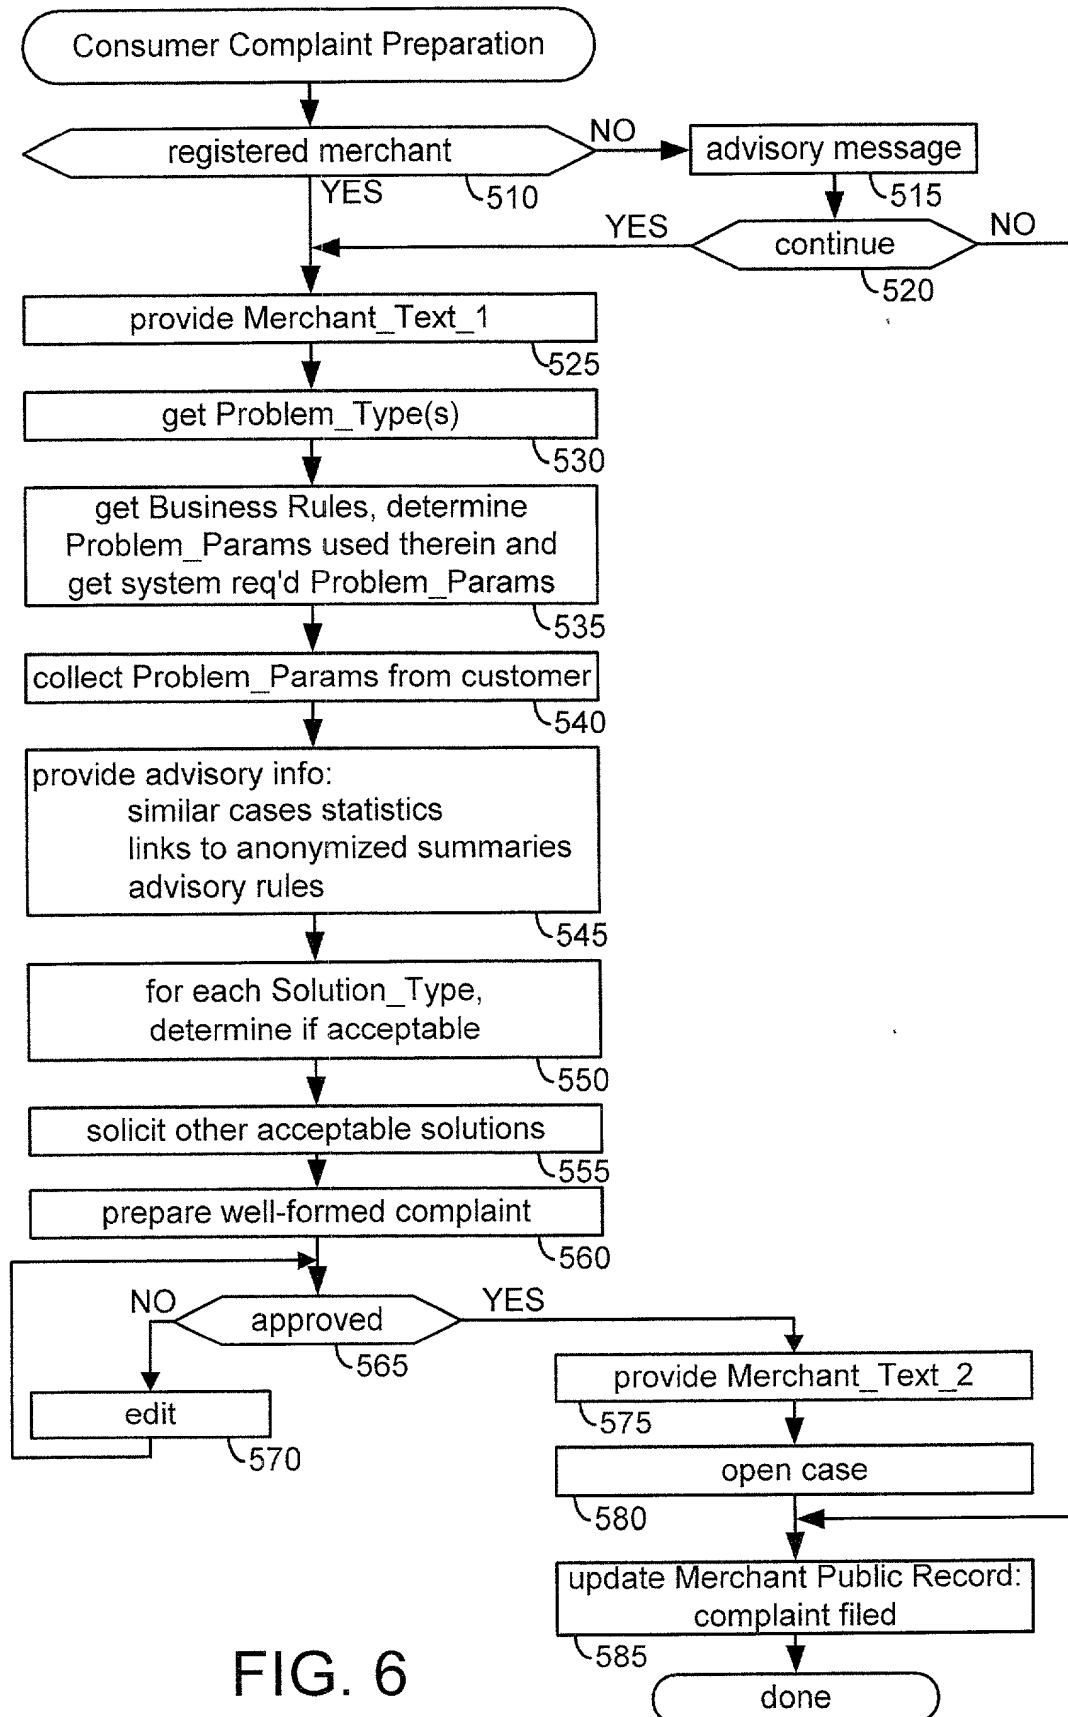 Consumer Complaint Preparation
registered merchant
NO
advisory message
510
YES
515
YES
continue
NO
520
provide Merchant_Text_1
525
get Problem_Type(s)
530
get Business Rules, determine
Problem_Params used therein and
get system req'd Problem_Params
535
collect Problem_Params from customer
540
provide advisory info:
similar cases statistics
links to anonymized summaries
advisory rules
545
for each Solution_Type,
determine if acceptable
550
solicit other acceptable solutions
555
prepare well-formed complaint
560
NO
approved
YES
565
provide Merchant_Text_2
575
edit
570
open case
580
update Merchant Public Record:
complaint filed
585
done
FIG. 6